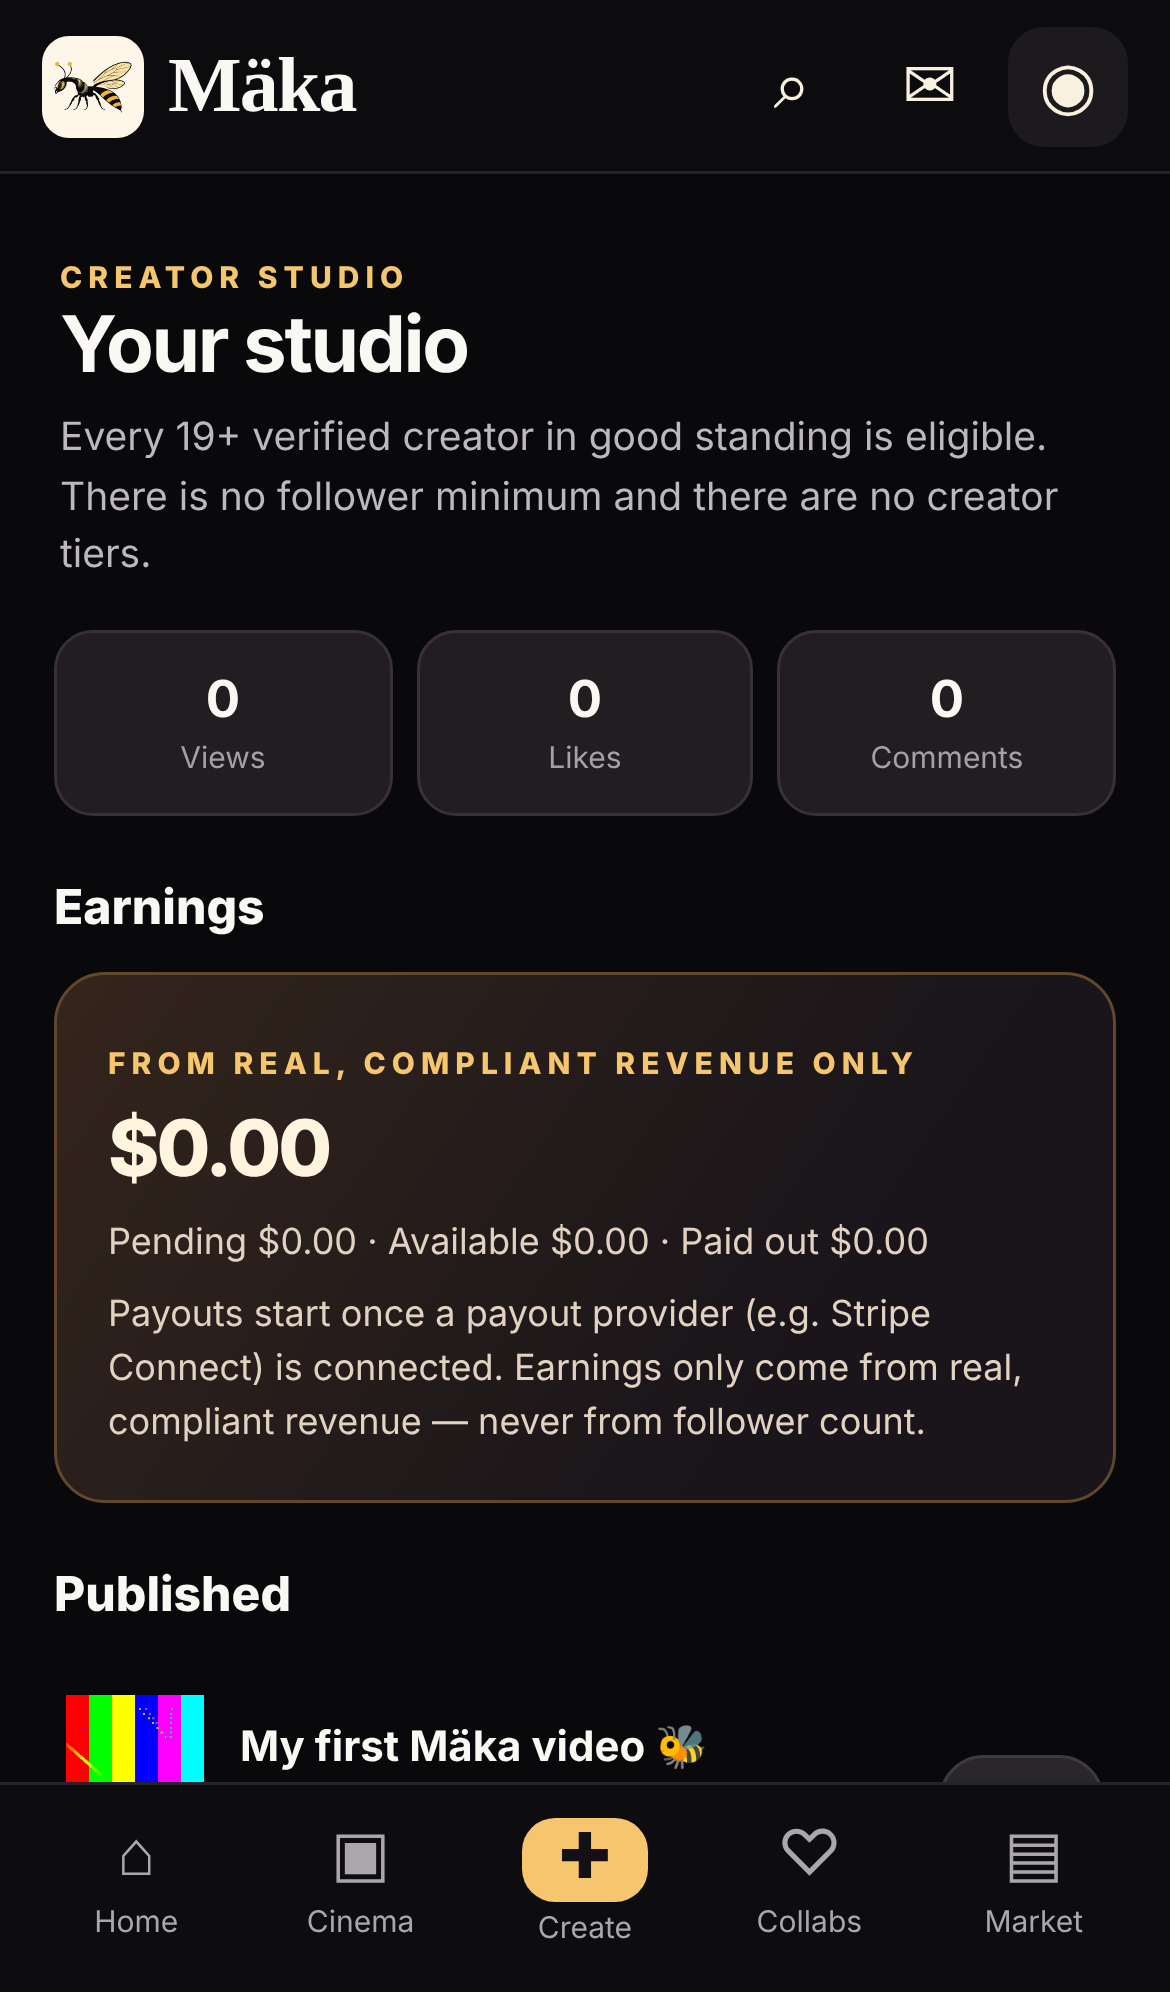 Mäka
CREATOR STUDIO
Your studio
Every 19+ verified creator in good standing is eligible.
There is no follower minimum and there are no creator
tiers.
0
Views
0
Likes
0
Comments
Earnings
FROM REAL, COMPLIANT REVENUE ONLY
$0.00
Pending $0.00 · Available $0.00 · Paid out $0.00
Payouts start once a payout provider (e.g. Stripe
Connect) is connected. Earnings only come from real,
compliant revenue — never from follower count.
Published
My first Mäka video 🐝
Home
Cinema
Create
Collabs
Market